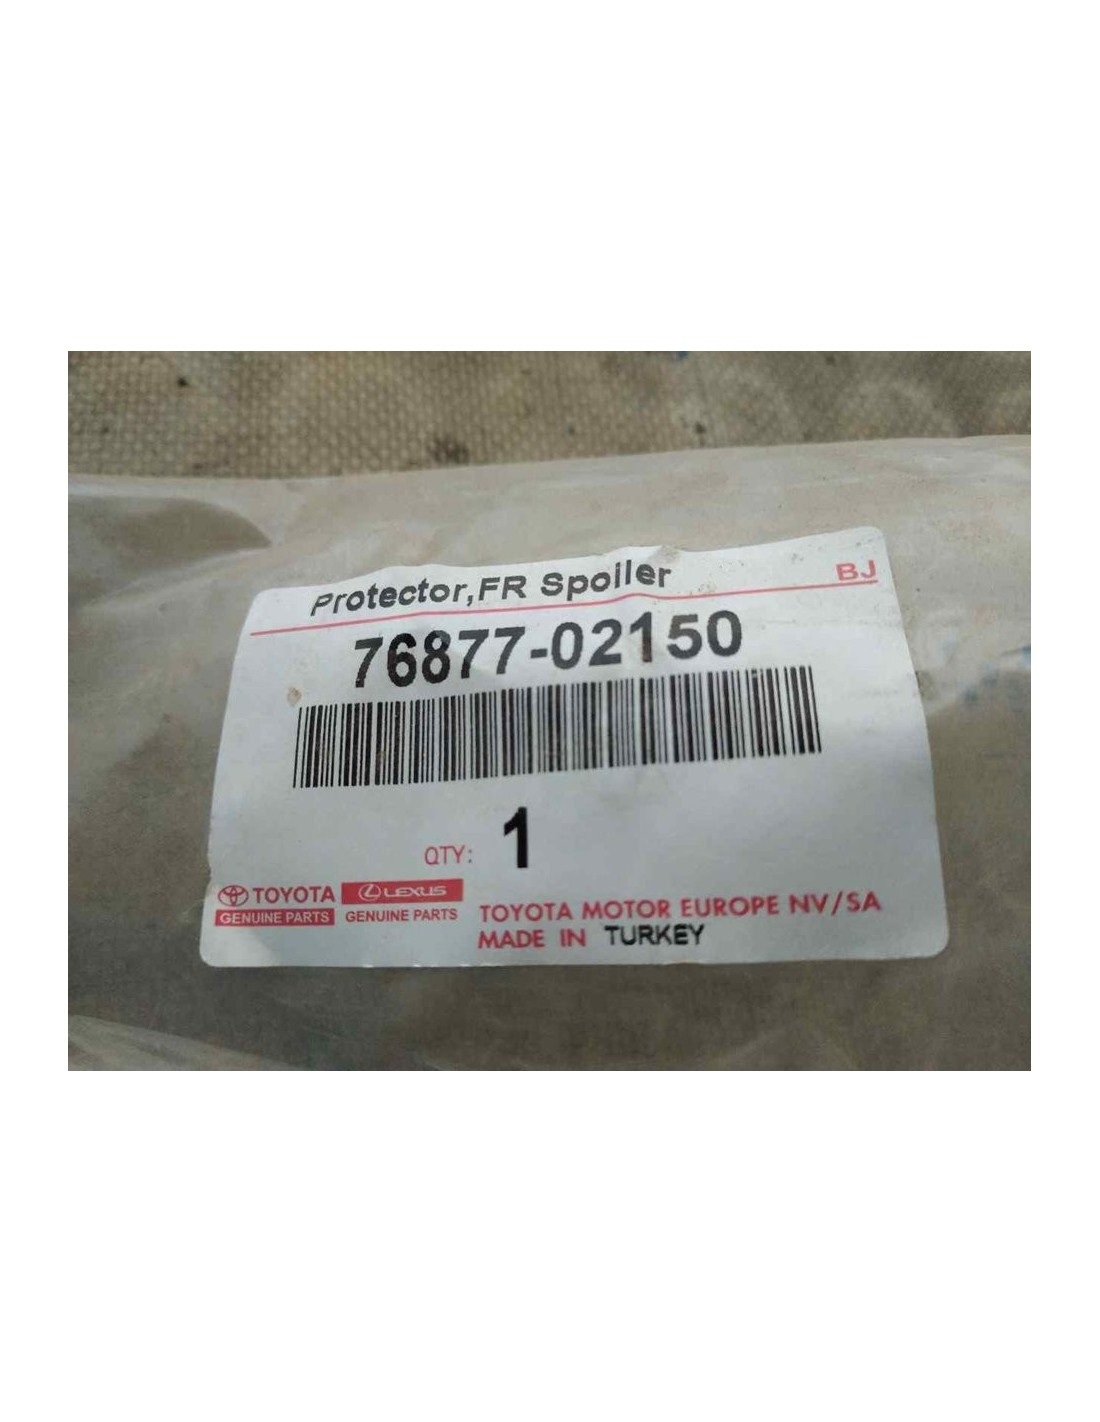 Protector,FR Spoiler
BJ
76877-02150
QTY: 1
TOYOTA
GENUINE PARTS
LEXUS
GENUINE PARTS
TOYOTA MOTOR EUROPE NV/SA
MADE IN TURKEY